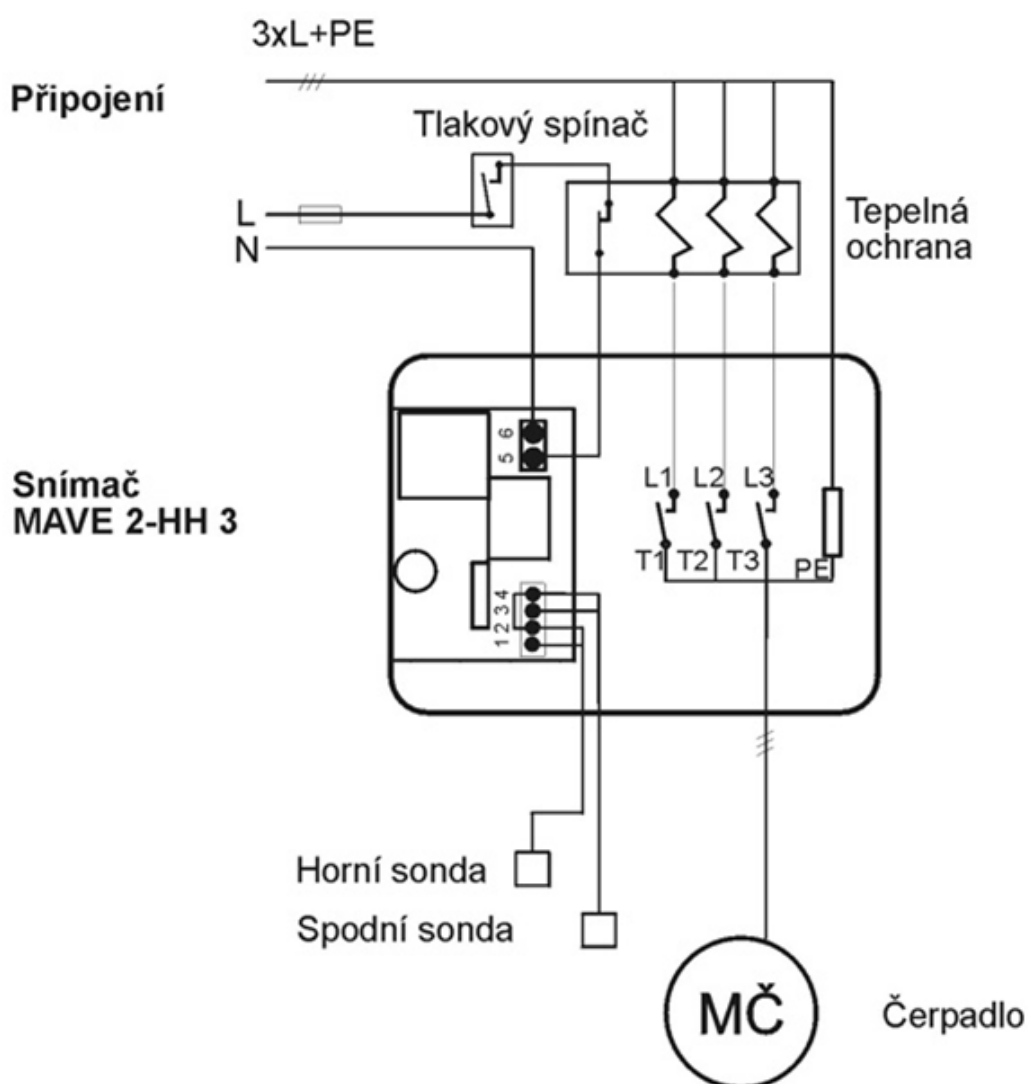 3xL+PE
Připojení
Tlakový spínač
L
N
Tepelná
ochrana
Snímač
MAVE 2-HH 3
6
5
L1 L2 L3
T1 T2 T3 PE
4
3
2
1
Horní sonda
Spodní sonda
MČ
Čerpadlo